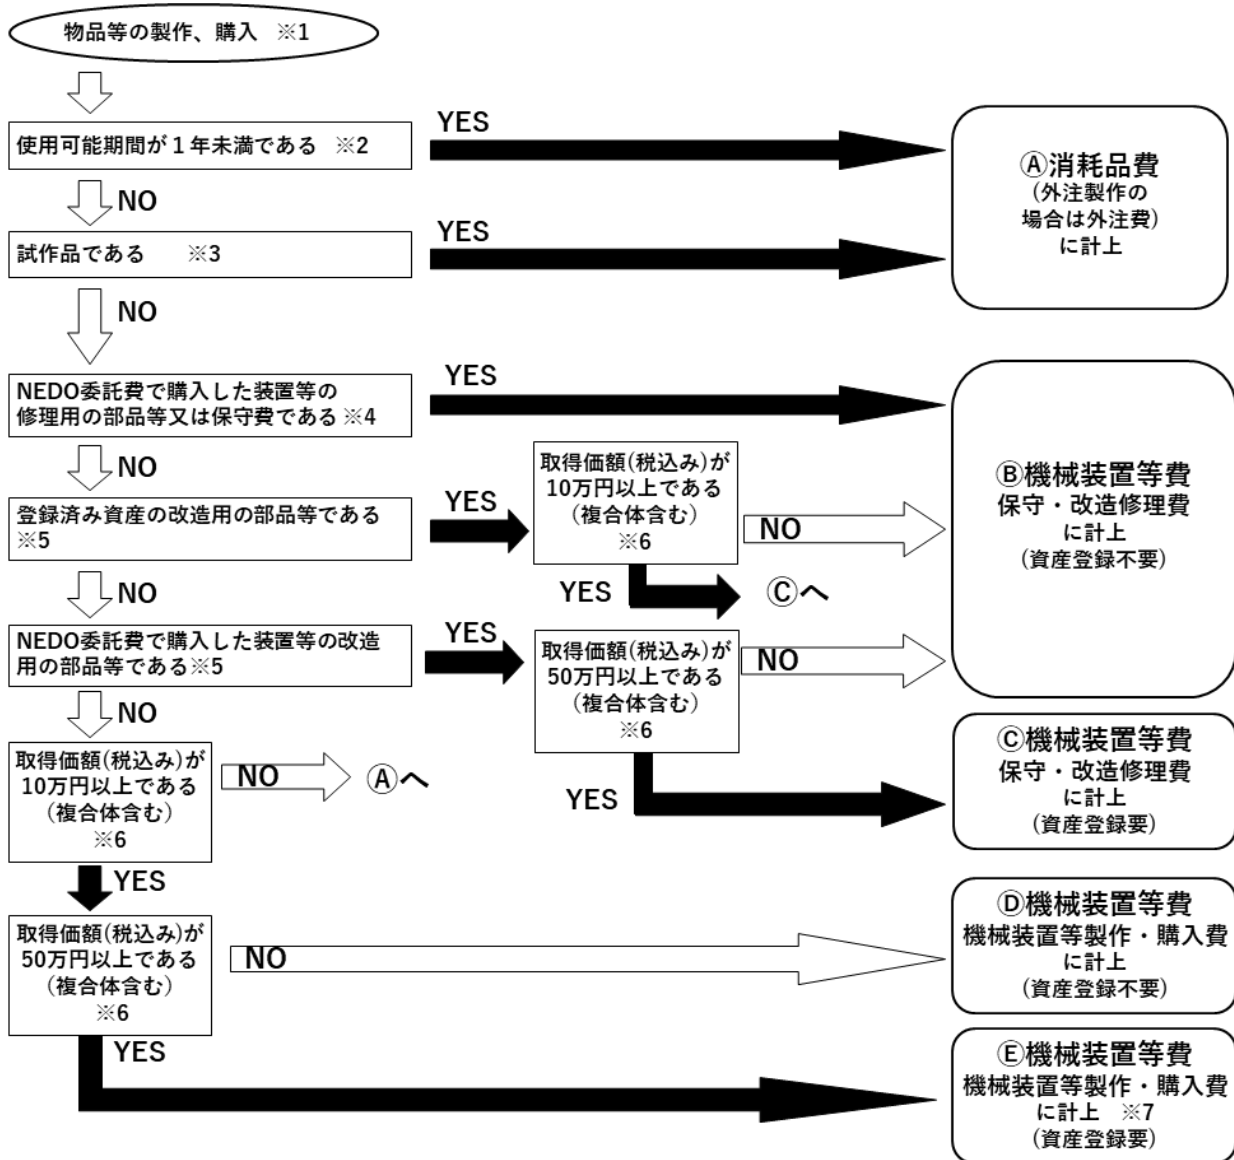 物品等の製作、購入　※1
使用可能期間が１年未満である　※2
YES
Ⓐ消耗品費
(外注製作の
場合は外注費)
に計上
NO
試作品である　　※3
YES
NO
NEDO委託費で購入した装置等の
修理用の部品等又は保守費である ※4
YES
Ⓑ機械装置等費
保守・改造修理費
に計上
(資産登録不要)
NO
登録済み資産の改造用の部品等である
※5
YES
取得価額(税込み)が
10万円以上である
(複合体含む)
※6
NO
YES
Ⓒへ
NO
NEDO委託費で購入した装置等の改造
用の部品等である※5
YES
取得価額(税込み)が
50万円以上である
(複合体含む)
※6
NO
YES
Ⓒ機械装置等費
保守・改造修理費
に計上
(資産登録要)
NO
取得価額(税込み)が
10万円以上である
(複合体含む)
※6
NO
Ⓐへ
YES
取得価額(税込み)が
50万円以上である
(複合体含む)
※6
NO
Ⓓ機械装置等費
機械装置等製作・購入費
に計上
(資産登録不要)
YES
Ⓔ機械装置等費
機械装置等製作・購入費
に計上　※7
(資産登録要)